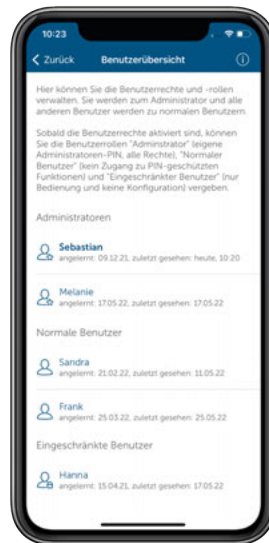 10:23
Zurück Benutzerübersicht
Hier können Sie die Benutzerrechte und -rollen
verwalten. Sie werden zum Administrator und alle
anderen Benutzer werden zu normalen Benutzern.
Sobald die Benutzerrechte aktiviert sind, können
Sie die Benutzerrollen "Adminstrator" (eigene
Administratoren-PIN, alle Rechte), "Normaler
Benutzer" (kein Zugang zu PIN-geschützten
Funktionen) und "Eingeschränkter Benutzer" (nur
Bedienung und keine Konfiguration) vergeben.
Administratoren
Sebastian
angelernt: 09.12.21, zuletzt gesehen: heute, 10:20
Melanie
angelernt: 17.05.22, zuletzt gesehen: 17.05.22
Normale Benutzer
Sandra
angelernt: 21.02.22, zuletzt gesehen: 11.05.22
Frank
angelernt: 25.03.22, zuletzt gesehen: 25.05.22
Eingeschränkte Benutzer
Hanna
angelernt: 15.04.21, zuletzt gesehen: 17.05.22